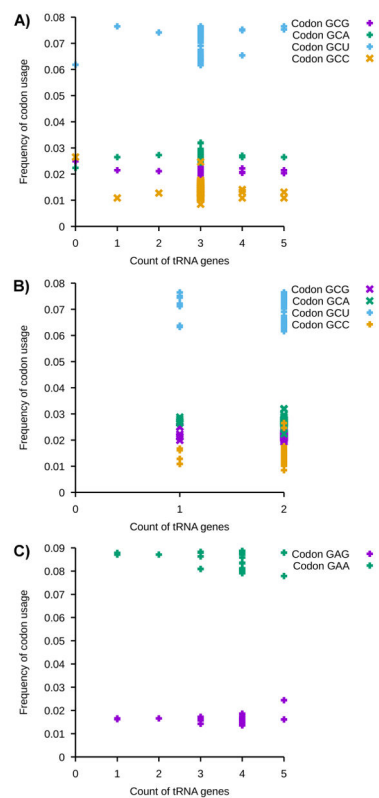 A)
Codon GCG
Codon GCA
Codon GCU
Codon GCC
Frequency of codon usage
0.08
0.07
0.06
0.05
0.04
0.03
0.02
0.01
0
0 1 2 3 4 5
Count of tRNA genes
B)
Codon GCG
Codon GCA
Codon GCU
Codon GCC
Frequency of codon usage
0.08
0.07
0.06
0.05
0.04
0.03
0.02
0.01
0
0 1 2
Count of tRNA genes
C)
Codon GAG
Codon GAA
Frequency of codon usage
0.09
0.08
0.07
0.06
0.05
0.04
0.03
0.02
0.01
0
0 1 2 3 4 5
Count of tRNA genes